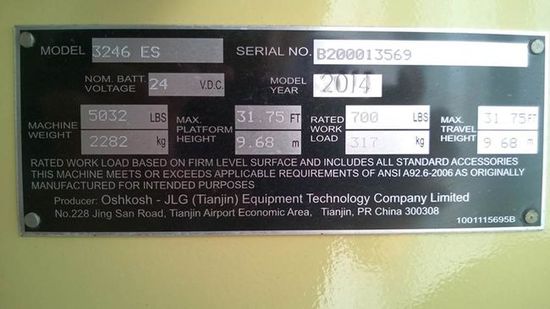 MODEL 3246 ES SERIAL NO. B200013569
NOM. BATT. VOLTAGE 24 V.D.C. MODEL YEAR 2014
MACHINE WEIGHT 5032 LBS 2282 kg MAX. PLATFORM HEIGHT 31.75 FT 9.68 m RATED WORK LOAD 700 LBS 317 kg MAX. TRAVEL HEIGHT 31.75 FT 9.68 m
RATED WORK LOAD BASED ON FIRM LEVEL SURFACE AND INCLUDES ALL STANDARD ACCESSORIES
THIS MACHINE MEETS OR EXCEEDS APPLICABLE REQUIREMENTS OF ANSI A92.6-2006 AS ORIGINALLY
MANUFACTURED FOR INTENDED PURPOSES
Producer: Oshkosh - JLG (Tianjin) Equipment Technology Company Limited
No.228 Jing San Road, Tianjin Airport Economic Area, Tianjin, PR China 300308
1001115695B